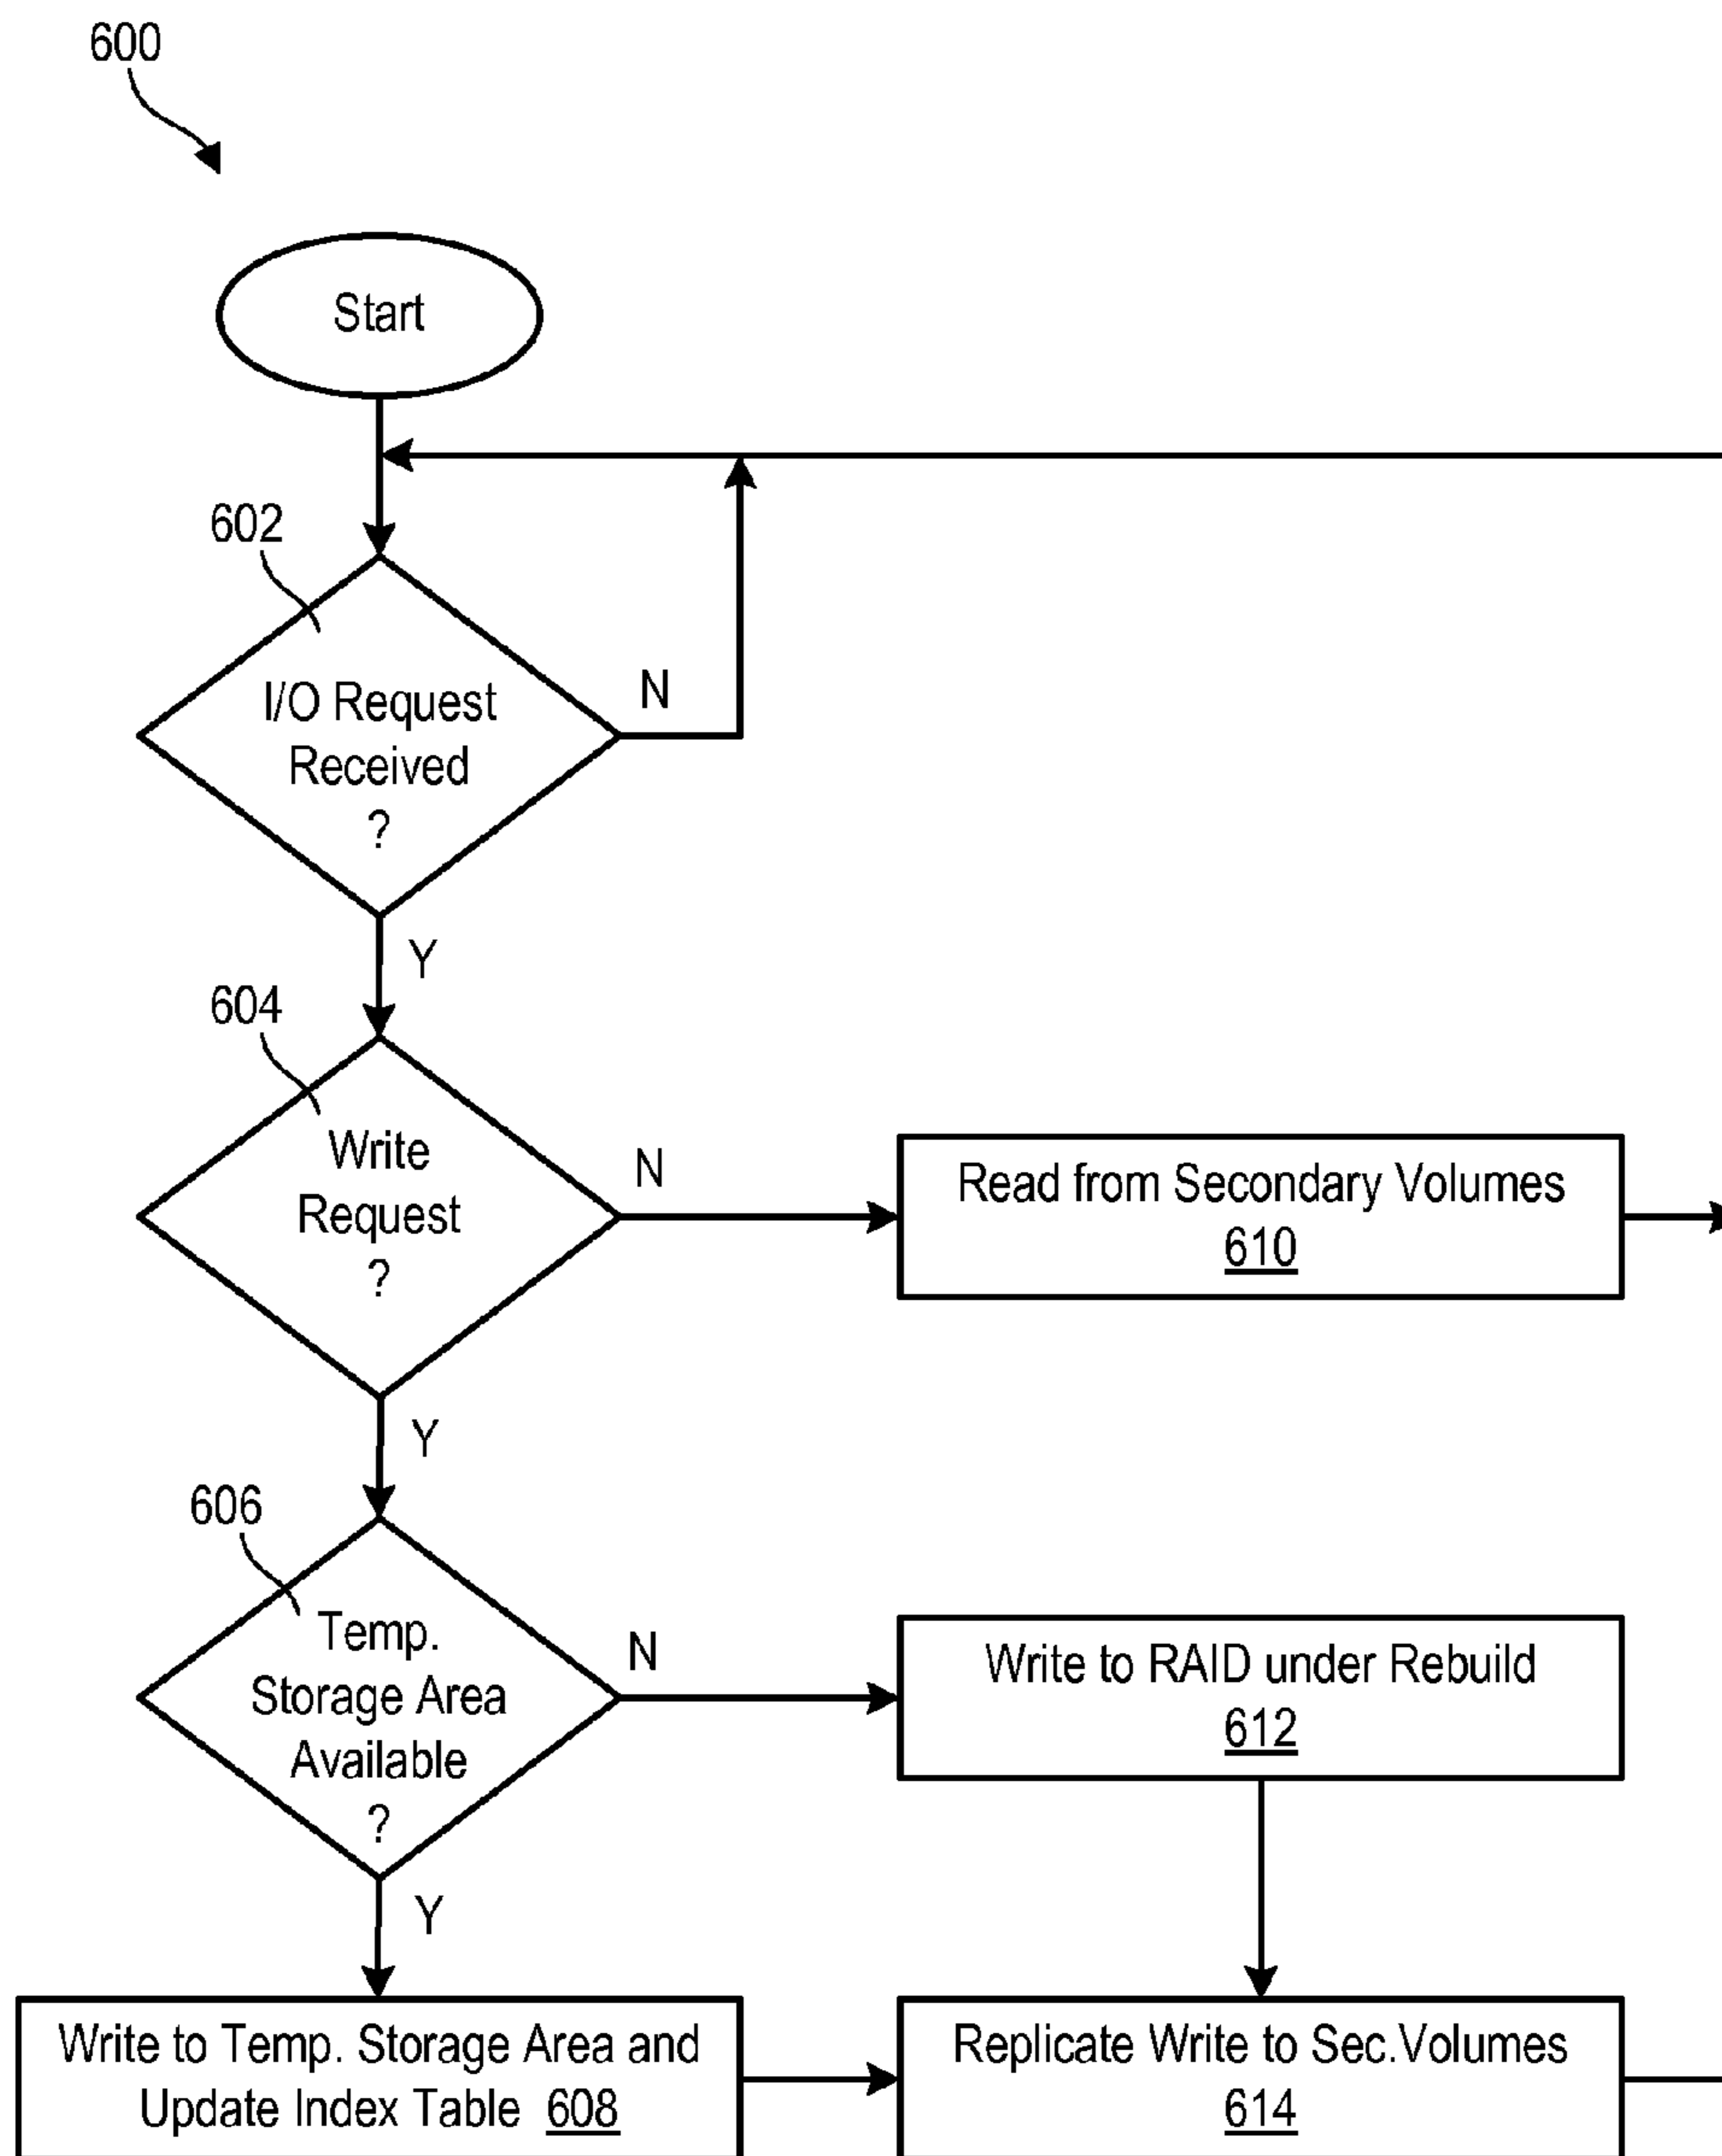 600
Start
602
I/O Request
Received
?
N
Y
604
Write
Request
?
N
Y
Read from Secondary Volumes
610
606
Temp.
Storage Area
Available
?
N
Y
Write to RAID under Rebuild
612
Write to Temp. Storage Area and
Update Index Table 608
Replicate Write to Sec.Volumes
614